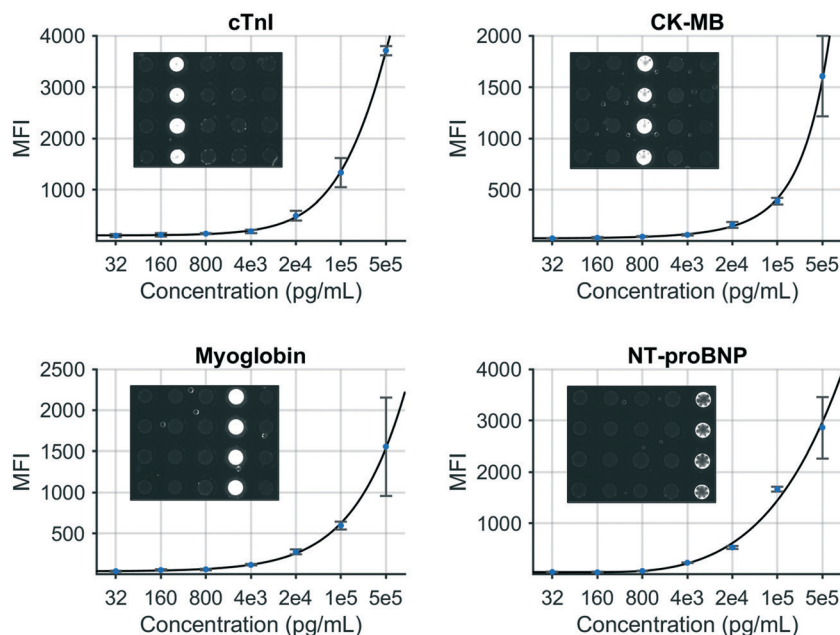 cTnI
4000
3000
2000
1000
MFI
32 160 800 4e3 2e4 1e5 5e5
Concentration (pg/mL)
CK-MB
2000
1500
1000
500
MFI
32 160 800 4e3 2e4 1e5 5e5
Concentration (pg/mL)
Myoglobin
2500
2000
1500
1000
500
MFI
32 160 800 4e3 2e4 1e5 5e5
Concentration (pg/mL)
NT-proBNP
4000
3000
2000
1000
MFI
32 160 800 4e3 2e4 1e5 5e5
Concentration (pg/mL)